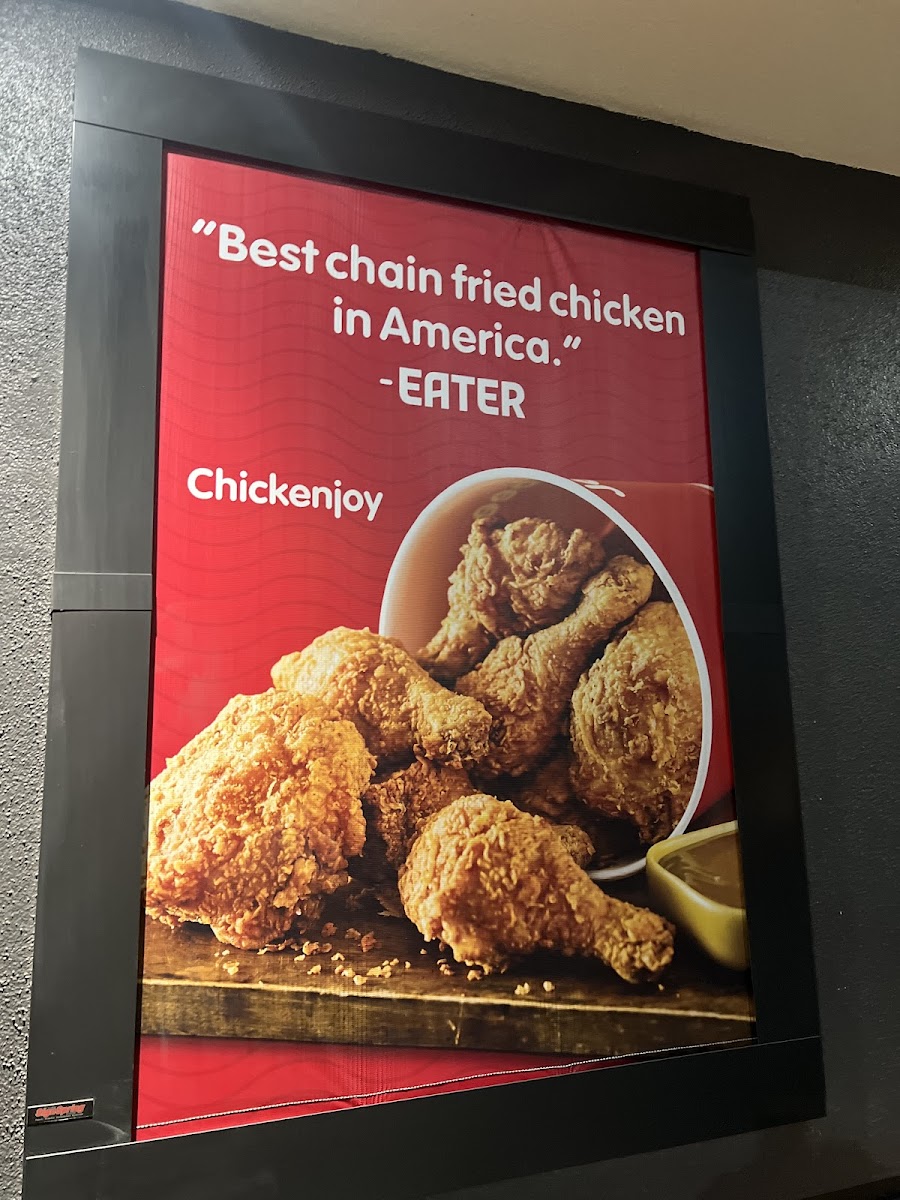 “Best chain fried chicken
in America.”
-EATER
Chickenjoy